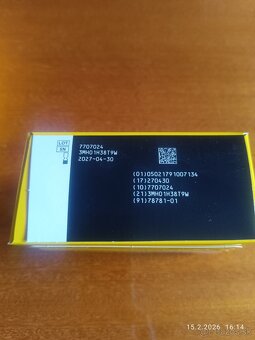 LOT
SN
7707024
3MH01H38T9W
2027-04-30
(01)05021791007134
(17)270430
(10)7707024
(21)3MH01H38T9W
(91)78781-01
15.2.2026 16:14